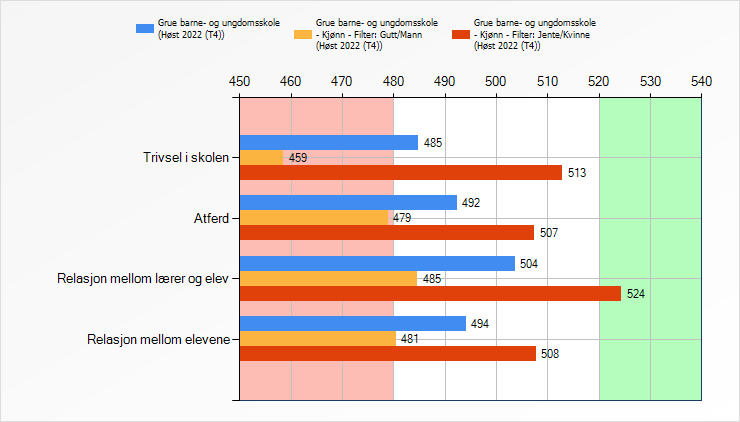 Grue barne- og ungdomsskole
(Høst 2022 (T4))
Grue barne- og ungdomsskole
- Kjønn - Filter: Gutt/Mann
(Høst 2022 (T4))
Grue barne- og ungdomsskole
- Kjønn - Filter: Jente/Kvinne
(Høst 2022 (T4))
450 460 470 480 490 500 510 520 530 540
Trivsel i skolen
485
459
513
Atferd
492
479
507
Relasjon mellom lærer og elev
504
485
524
Relasjon mellom elevene
494
481
508